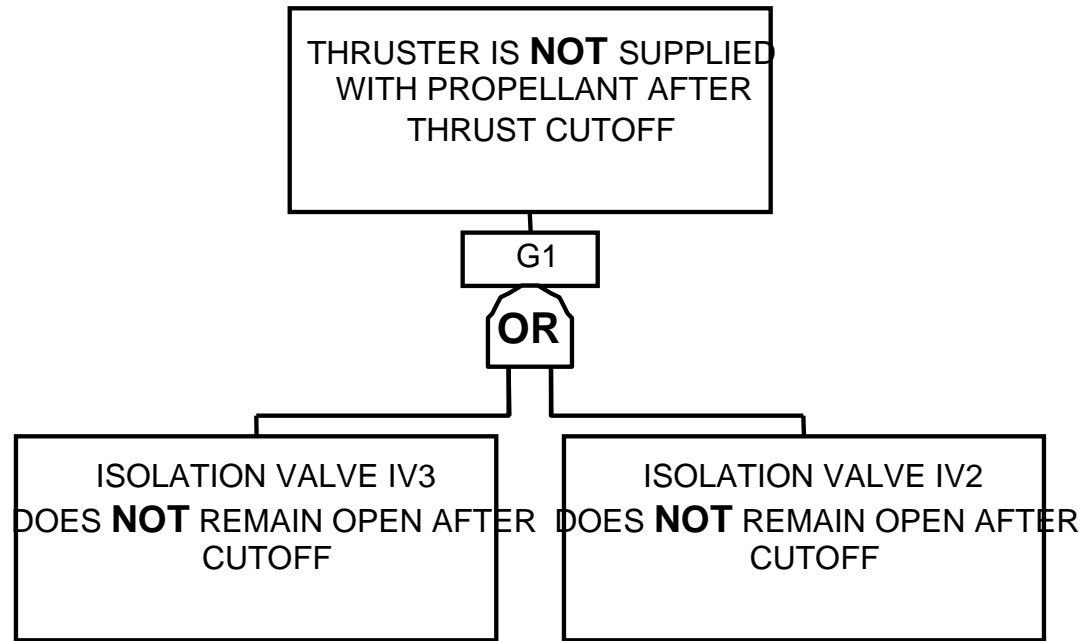 THRUSTER IS NOT SUPPLIED
WITH PROPELLANT AFTER
THRUST CUTOFF
G1
OR
ISOLATION VALVE IV3
DOES NOT REMAIN OPEN AFTER
CUTOFF
ISOLATION VALVE IV2
DOES NOT REMAIN OPEN AFTER
CUTOFF